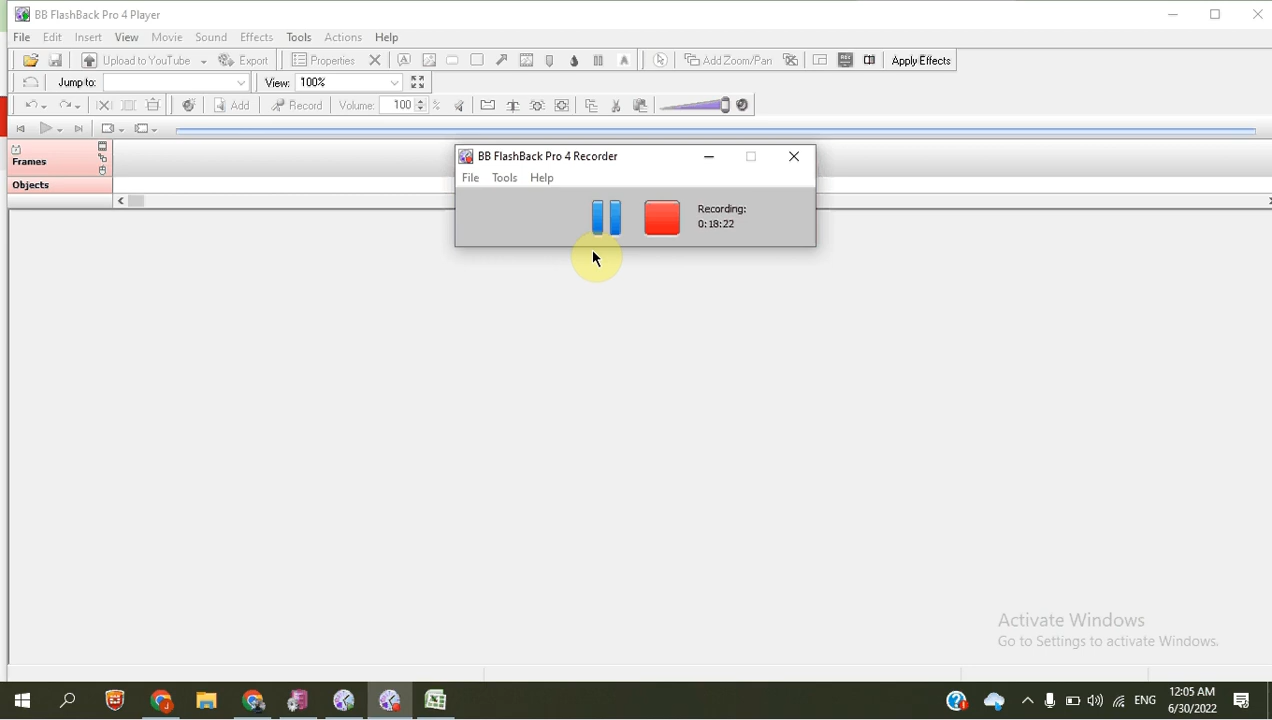 BB FlashBack Pro 4 Player
File Edit Insert View Movie Sound Effects Tools Actions Help
Upload to YouTube Export Properties A A Add Zoom/Pan Apply Effects
Jump to: View: 100%
Add Record Volume: 100 %
Frames
Objects
BB FlashBack Pro 4 Recorder
File Tools Help
Recording:
0:18:22
Activate Windows
Go to Settings to activate Windows.
ENG 12:05 AM
6/30/2022